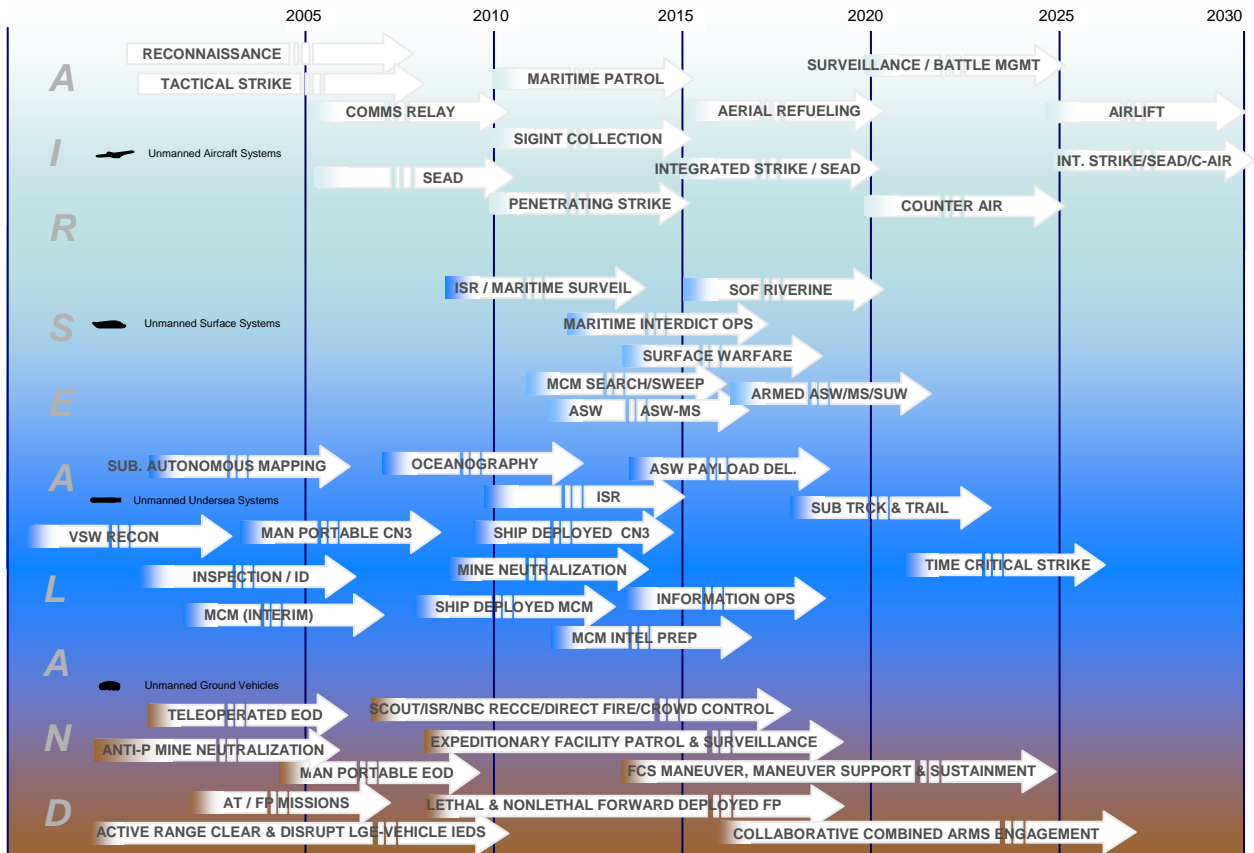 2005 2010 2015 2020 2025 2030
AIR
RECONNAISSANCE
TACTICAL STRIKE
MARITIME PATROL
SURVEILLANCE / BATTLE MGMT
COMMS RELAY
AERIAL REFUELING
AIRLIFT
SIGINT COLLECTION
Unmanned Aircraft Systems
INT. STRIKE/SEAD/C-AIR
SEAD
INTEGRATED STRIKE / SEAD
PENETRATING STRIKE
COUNTER AIR
SEA
ISR / MARITIME SURVEIL
SOF RIVERINE
Unmanned Surface Systems
MARITIME INTERDICT OPS
SURFACE WARFARE
MCM SEARCH/SWEEP
ARMED ASW/MS/SUW
ASW ASW-MS
SUB. AUTONOMOUS MAPPING
OCEANOGRAPHY
ASW PAYLOAD DEL.
Unmanned Undersea Systems
ISR
SUB TRCK & TRAIL
VSW RECON
MAN PORTABLE CN3
SHIP DEPLOYED CN3
TIME CRITICAL STRIKE
INSPECTION / ID
MINE NEUTRALIZATION
LAND
MCM (INTERIM)
SHIP DEPLOYED MCM
INFORMATION OPS
MCM INTEL PREP
Unmanned Ground Vehicles
TELEOPERATED EOD
SCOUT/ISR/NBC RECCE/DIRECT FIRE/CROWD CONTROL
ANTI-P MINE NEUTRALIZATION
EXPEDITIONARY FACILITY PATROL & SURVEILLANCE
MAN PORTABLE EOD
FCS MANEUVER, MANEUVER SUPPORT & SUSTAINMENT
AT / FP MISSIONS
LETHAL & NONLETHAL FORWARD DEPLOYED FP
ACTIVE RANGE CLEAR & DISRUPT LGE-VEHICLE IEDS
COLLABORATIVE COMBINED ARMS ENGAGEMENT